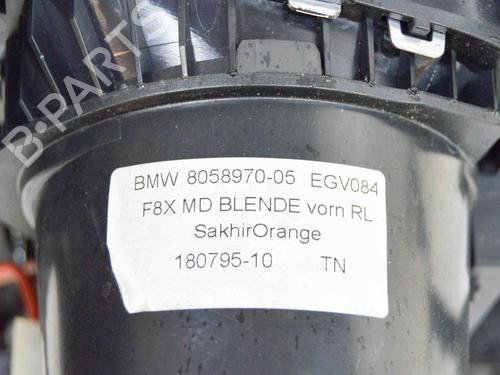 B-PARTS
BMW 8058970-05 EGV084
F8X MD BLENDE vorn RL
SakhirOrange
180795-10 TN